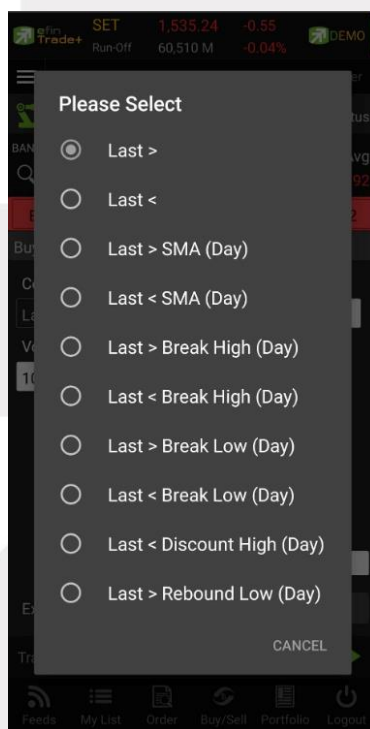 efin
Trade+
SET 1,535.24 -0.55
Run-Off 60,510 M -0.04%
DEMO
Please Select
Last >
Last <
Last > SMA (Day)
Last < SMA (Day)
Last > Break High (Day)
Last < Break High (Day)
Last > Break Low (Day)
Last < Break Low (Day)
Last < Discount High (Day)
Last > Rebound Low (Day)
CANCEL
Feeds My List Order Buy/Sell Portfolio Logout